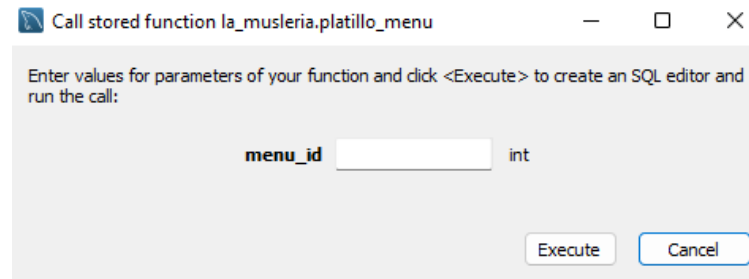 Call stored function la_musleria.platillo_menu
Enter values for parameters of your function and click <Execute> to create an SQL editor and
run the call:
menu_id int
Execute Cancel